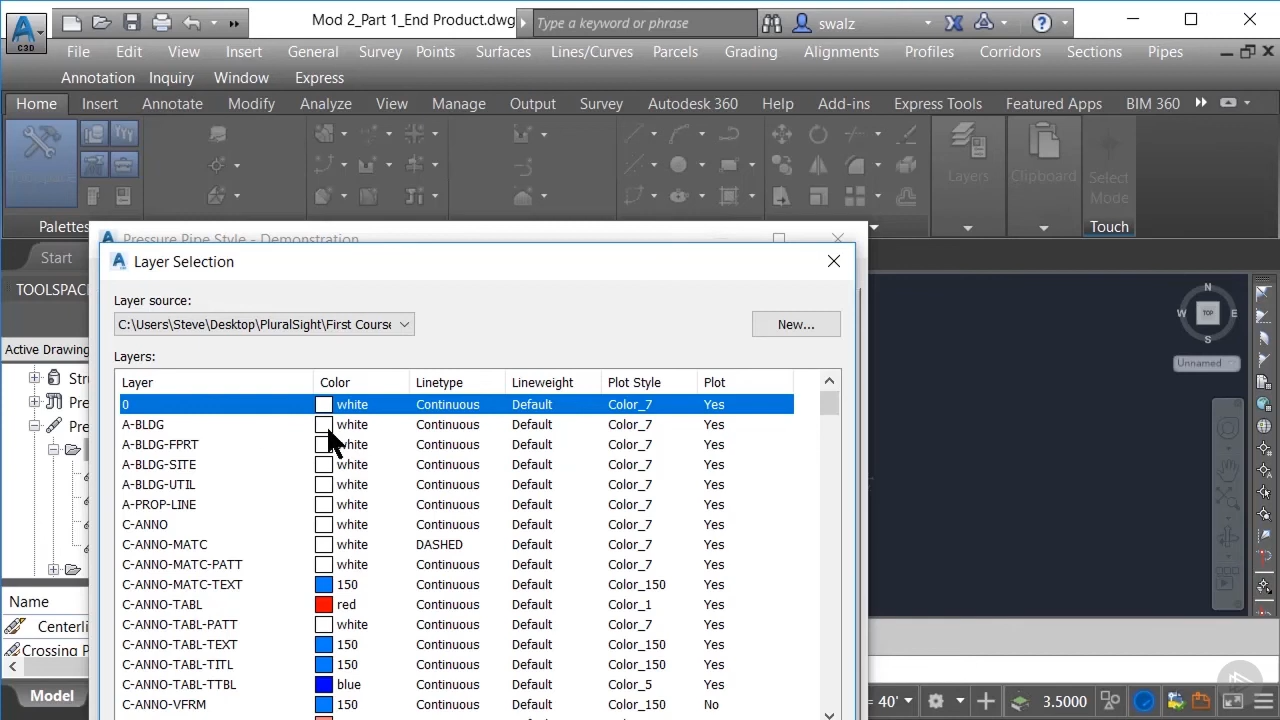 C3D
Mod 2_Part 1_End Product.dwg
Type a keyword or phrase
swalz
File Edit View Insert General Survey Points Surfaces Lines/Curves Parcels Grading Alignments Profiles Corridors Sections Pipes
Annotation Inquiry Window Express
Home Insert Annotate Modify Analyze View Manage Output Survey Autodesk 360 Help Add-ins Express Tools Featured Apps BIM 360
Toolspace Layers Clipboard Select
Mode
Palettes Touch
Pressure Pipe Style - Demonstration
Start
Layer Selection
TOOLSPAC
Layer source:
C:\Users\Steve\Desktop\PluralSight\First Course
New...
Active Drawing
Layers:
N
W TOP E
S
Unnamed
Layer Color Linetype Lineweight Plot Style Plot
0 white Continuous Default Color_7 Yes
A-BLDG white Continuous Default Color_7 Yes
A-BLDG-FPRT white Continuous Default Color_7 Yes
A-BLDG-SITE white Continuous Default Color_7 Yes
A-BLDG-UTIL white Continuous Default Color_7 Yes
A-PROP-LINE white Continuous Default Color_7 Yes
C-ANNO white Continuous Default Color_7 Yes
C-ANNO-MATC white DASHED Default Color_7 Yes
C-ANNO-MATC-PATT white Continuous Default Color_7 Yes
C-ANNO-MATC-TEXT 150 Continuous Default Color_150 Yes
C-ANNO-TABL red Continuous Default Color_1 Yes
C-ANNO-TABL-PATT white Continuous Default Color_7 Yes
C-ANNO-TABL-TEXT 150 Continuous Default Color_150 Yes
C-ANNO-TABL-TITL 150 Continuous Default Color_150 Yes
C-ANNO-TABL-TTBL blue Continuous Default Color_5 Yes
C-ANNO-VFRM 150 Continuous Default Color_150 No
Stru
Pre
Pre
Name
Centerli
Crossing P
Model
= 40'
3.5000